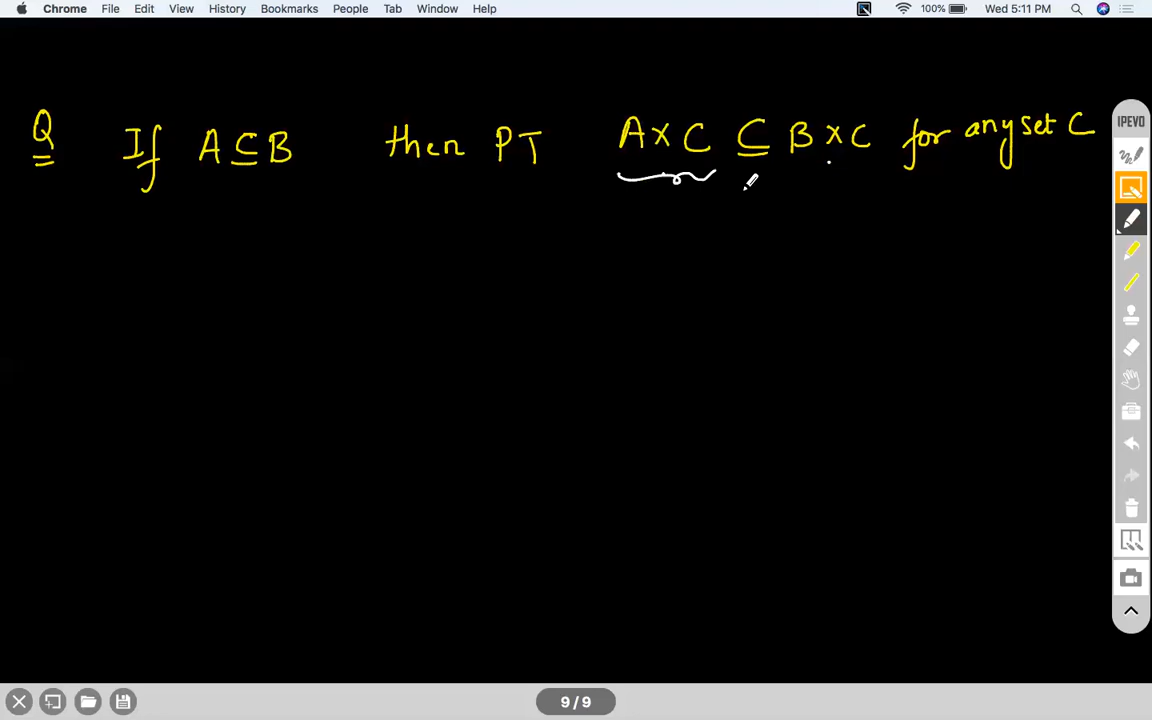 Chrome File Edit View History Bookmarks People Tab Window Help 100% Wed 5:11 PM
Q If A ⊆ B then PT A × C ⊆ B × C for any set C
IPEVO
9 / 9